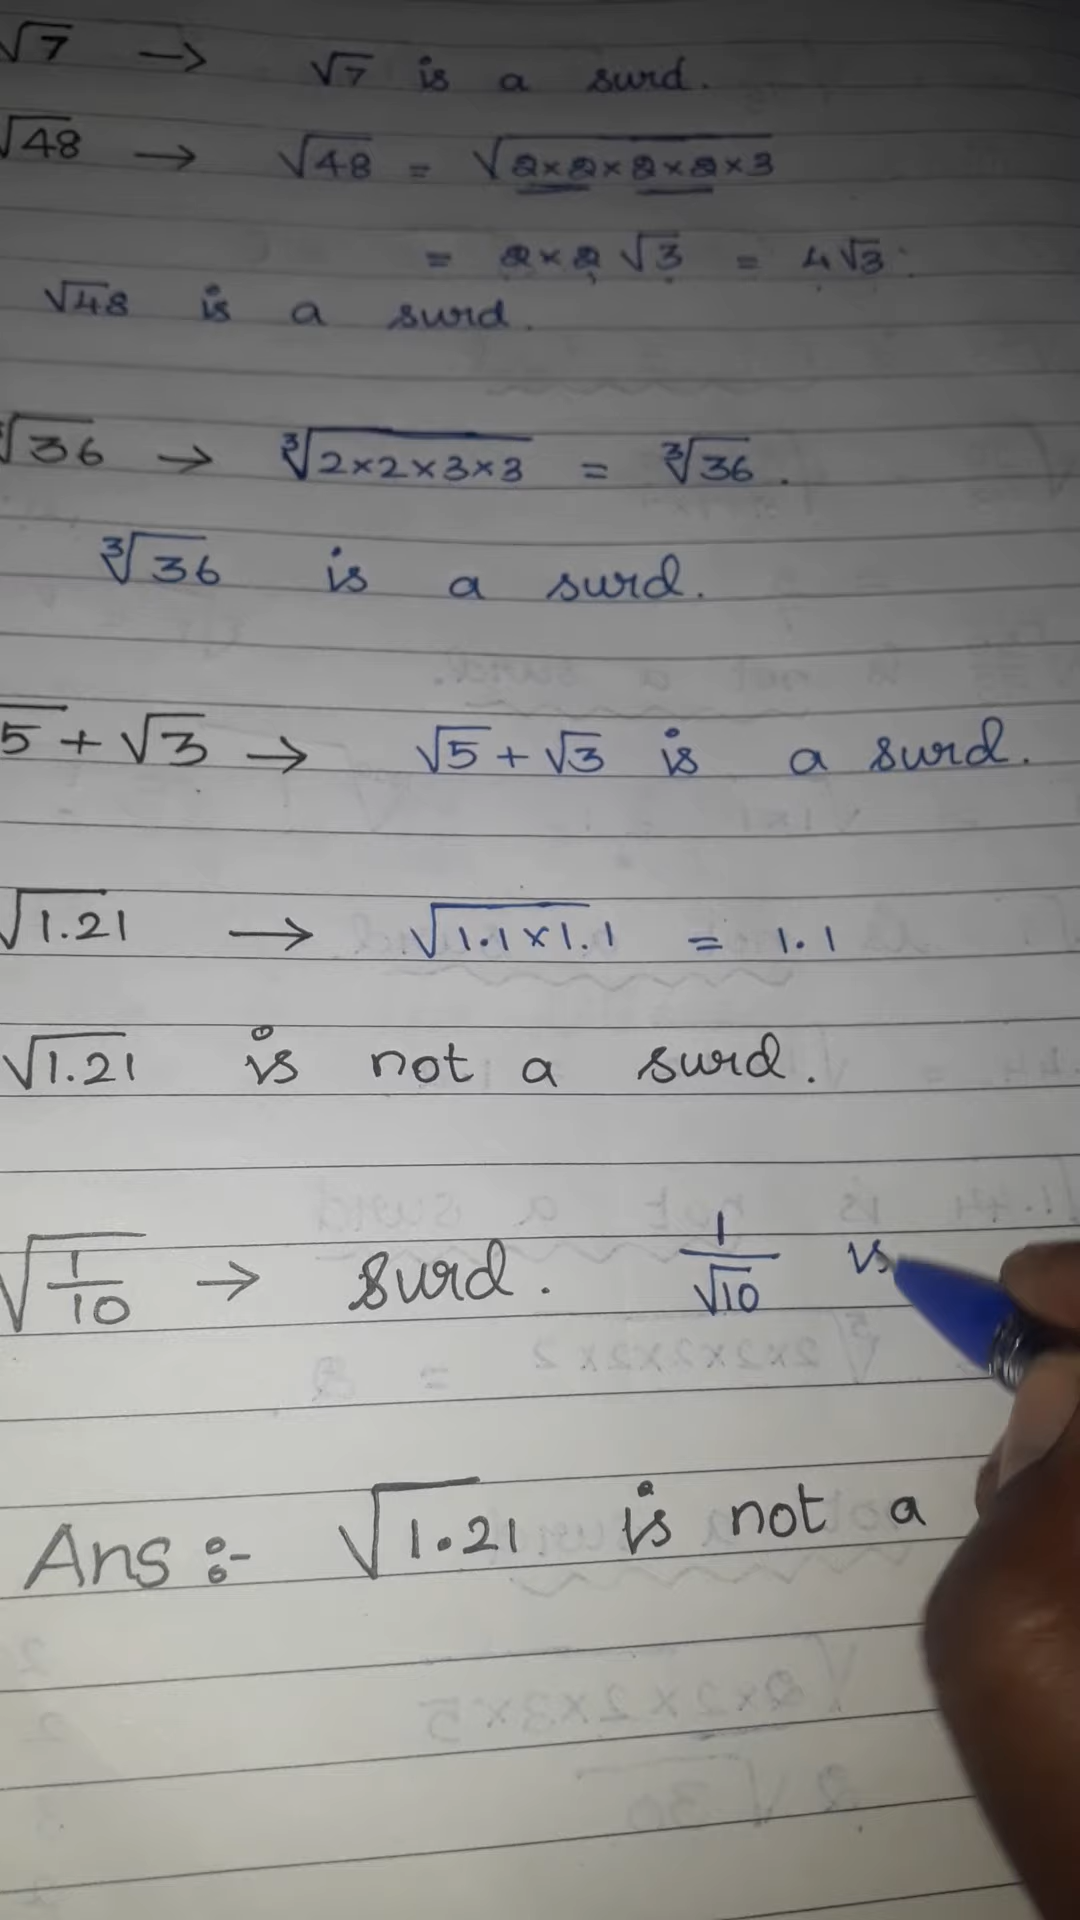 √7 → √7 is a surd.
√48 → √48 = √2×2×2×2×3
= 2×2 √3 = 4√3.
√48 is a surd.
∛36 → ∛2×2×3×3 = ∛36.
∛36 is a surd.
5 + √3 → √5 + √3 is a surd.
√1.21 → √1.1×1.1 = 1.1
√1.21 is not a surd.
√1/10 → surd. 1/√10 is
Ans :- √1.21 is not a